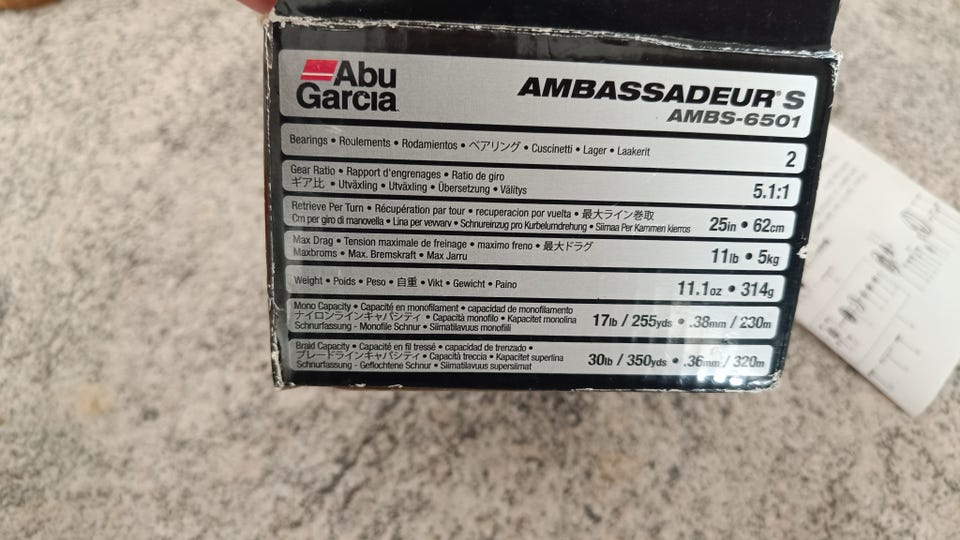 Abu
Garcia
AMBASSADEUR® S
AMBS-6501
Bearings • Roulements • Rodamientos • ベアリング • Cuscinetti • Lager • Laakerit
2
Gear Ratio • Rapport d'engrenages • Ratio de giro
ギア比 • Utväxling • Utväxling • Übersetzung • Välitys
5.1:1
Retrieve Per Turn • Récupération par tour • recuperacion por vuelta • 最大ライン巻取
Cm per giro di manovella • Lina per vevvarv • Schnureinzug pro Kurbelumdrehung • Siimaa Per Kammen kierros
25in • 62cm
Max Drag • Tension maximale de freinage • maximo freno • 最大ドラグ
Maxbroms • Max. Bremskraft • Max Jarru
11lb • 5kg
Weight • Poids • Peso • 自重 • Vikt • Gewicht • Paino
11.1oz • 314g
Mono Capacity • Capacité en monofilament • capacidad de monofilamento
ナイロンラインキャパシティ • Capacità monofilo • Kapacitet monolina
Schnurfassung - Monofile Schnur • Siimatilavuus monofiili
17lb / 255yds • .38mm / 230m
Braid Capacity • Capacité en fil tressé • capacidad de trenzado •
ブレードラインキャパシティ • Capacità treccia • Kapacitet superlina
Schnurfassung - Geflochtene Schnur • Siimatilavuus supersiimat
30lb / 350yds • .36mm / 320m